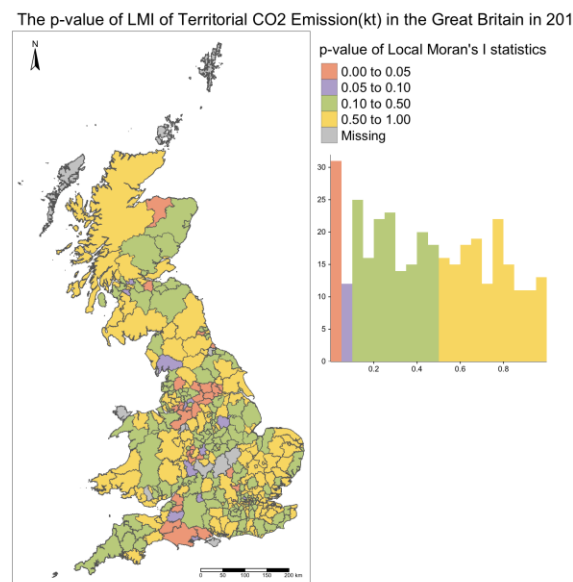 The p-value of LMI of Territorial CO2 Emission(kt) in the Great Britain in 201
N
p-value of Local Moran's I statistics
0.00 to 0.05
0.05 to 0.10
0.10 to 0.50
0.50 to 1.00
Missing
30
25
20
15
10
5
0
0.2 0.4 0.6 0.8
0 50 100 150 200 km